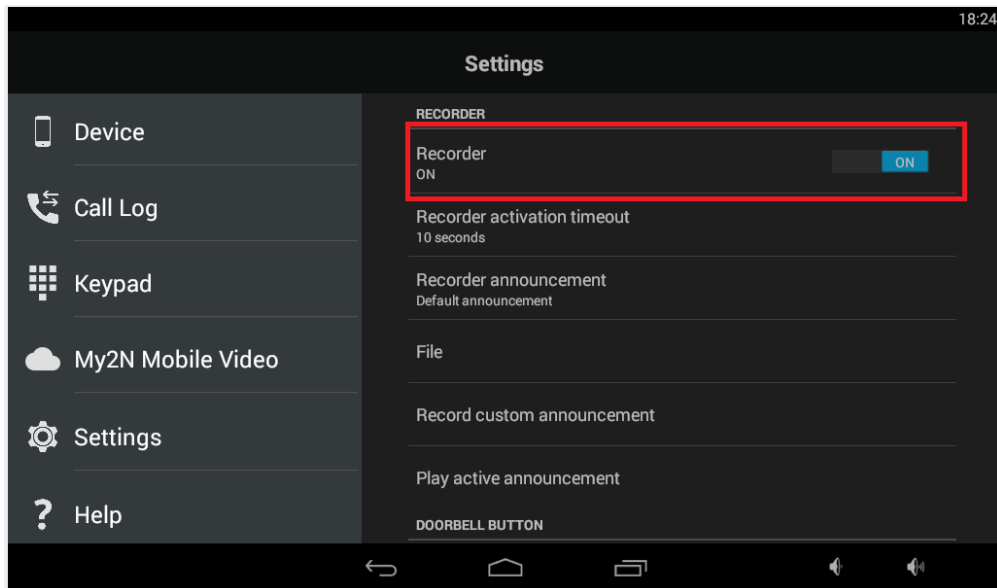 18:24
Settings
Device
Call Log
Keypad
My2N Mobile Video
Settings
Help
RECORDER
Recorder
ON
ON
Recorder activation timeout
10 seconds
Recorder announcement
Default announcement
File
Record custom announcement
Play active announcement
DOORBELL BUTTON